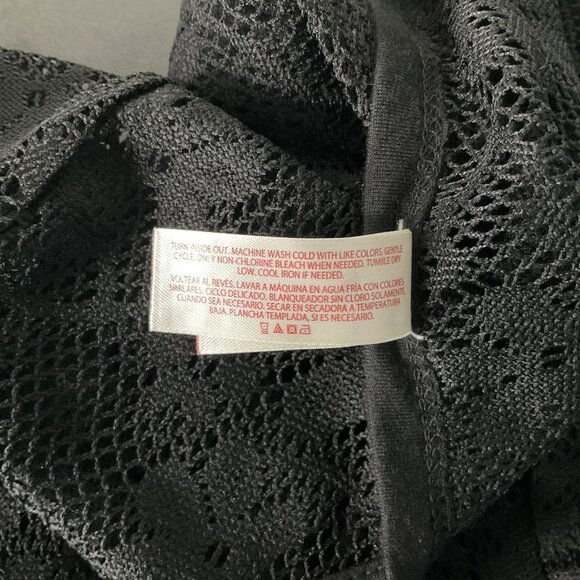 TURN INSIDE OUT. MACHINE WASH COLD WITH LIKE COLORS. GENTLE
CYCLE. ONLY NON-CHLORINE BLEACH WHEN NEEDED. TUMBLE DRY
LOW. COOL IRON IF NEEDED.
VOLTEAR AL REVÉS, LAVAR A MÁQUINA EN AGUA FRÍA CON COLORES
SIMILARES. CICLO DELICADO. BLANQUEADOR SIN CLORO SOLAMENTE,
CUANDO SEA NECESARIO. SECAR EN SECADORA A TEMPERATURA
BAJA. PLANCHA TEMPLADA, SI ES NECESARIO.